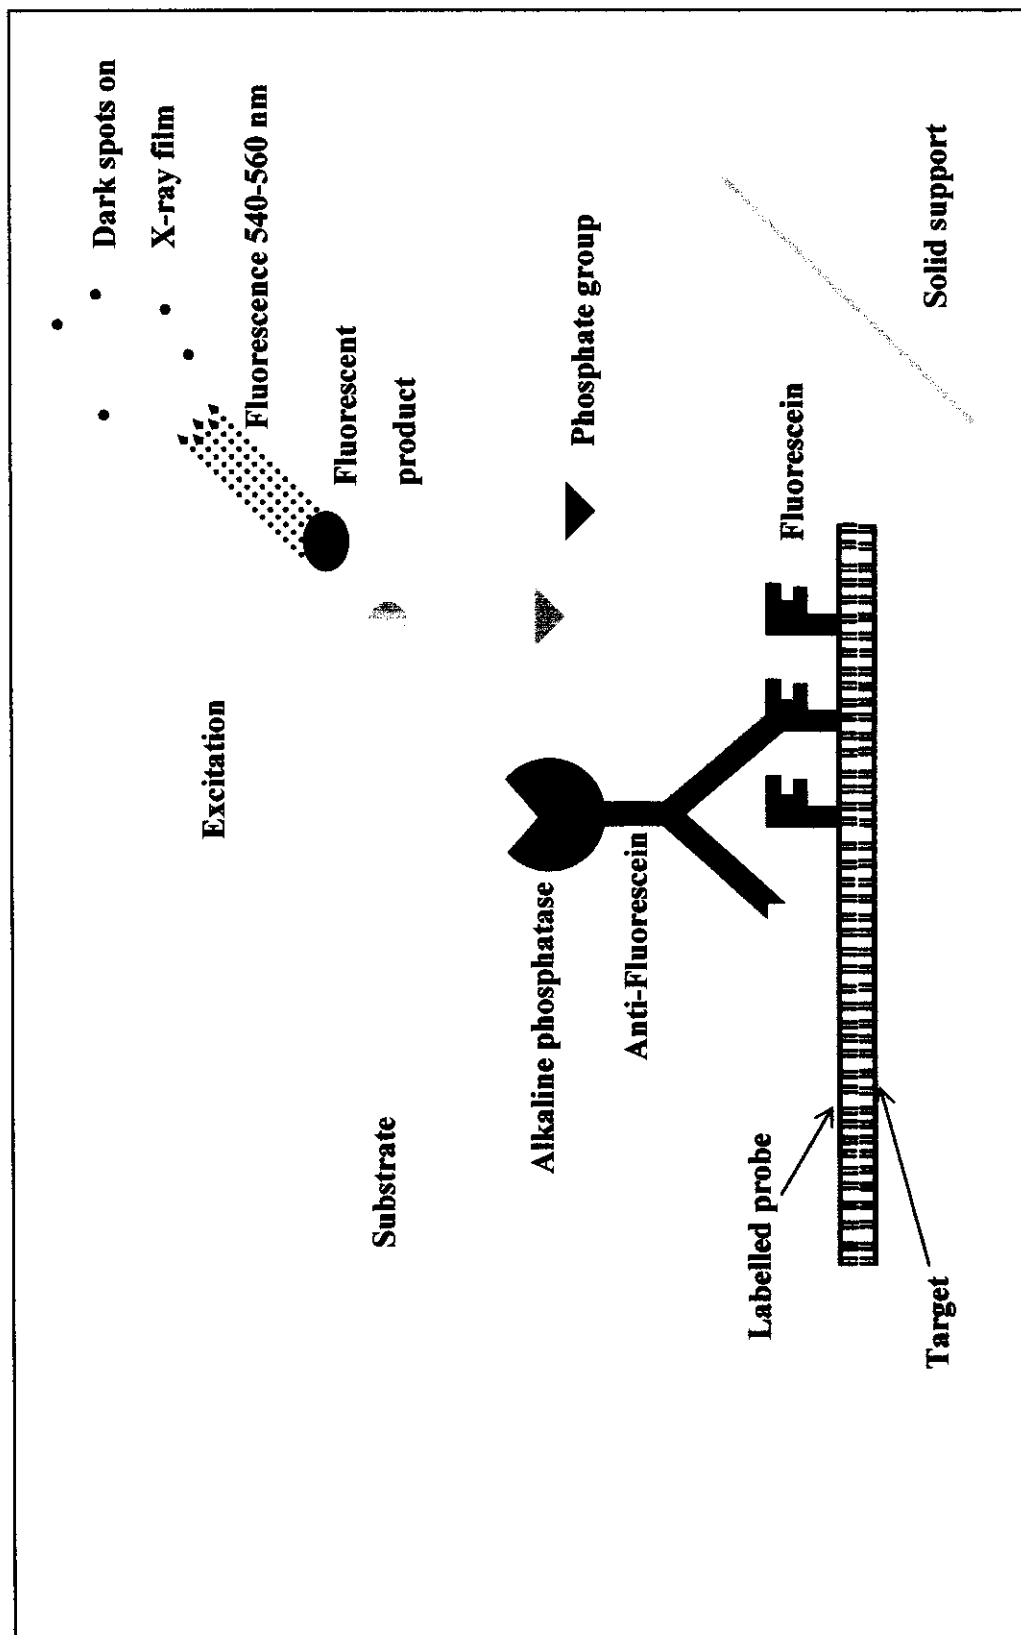 Dark spots on
X-ray film
Fluorescence 540-560 nm
Excitation
Fluorescent
product
Substrate
Alkaline phosphatase
Phosphate group
Anti-Fluorescein
Labelled probe
Fluorescein
F
F
F
Target
Solid support